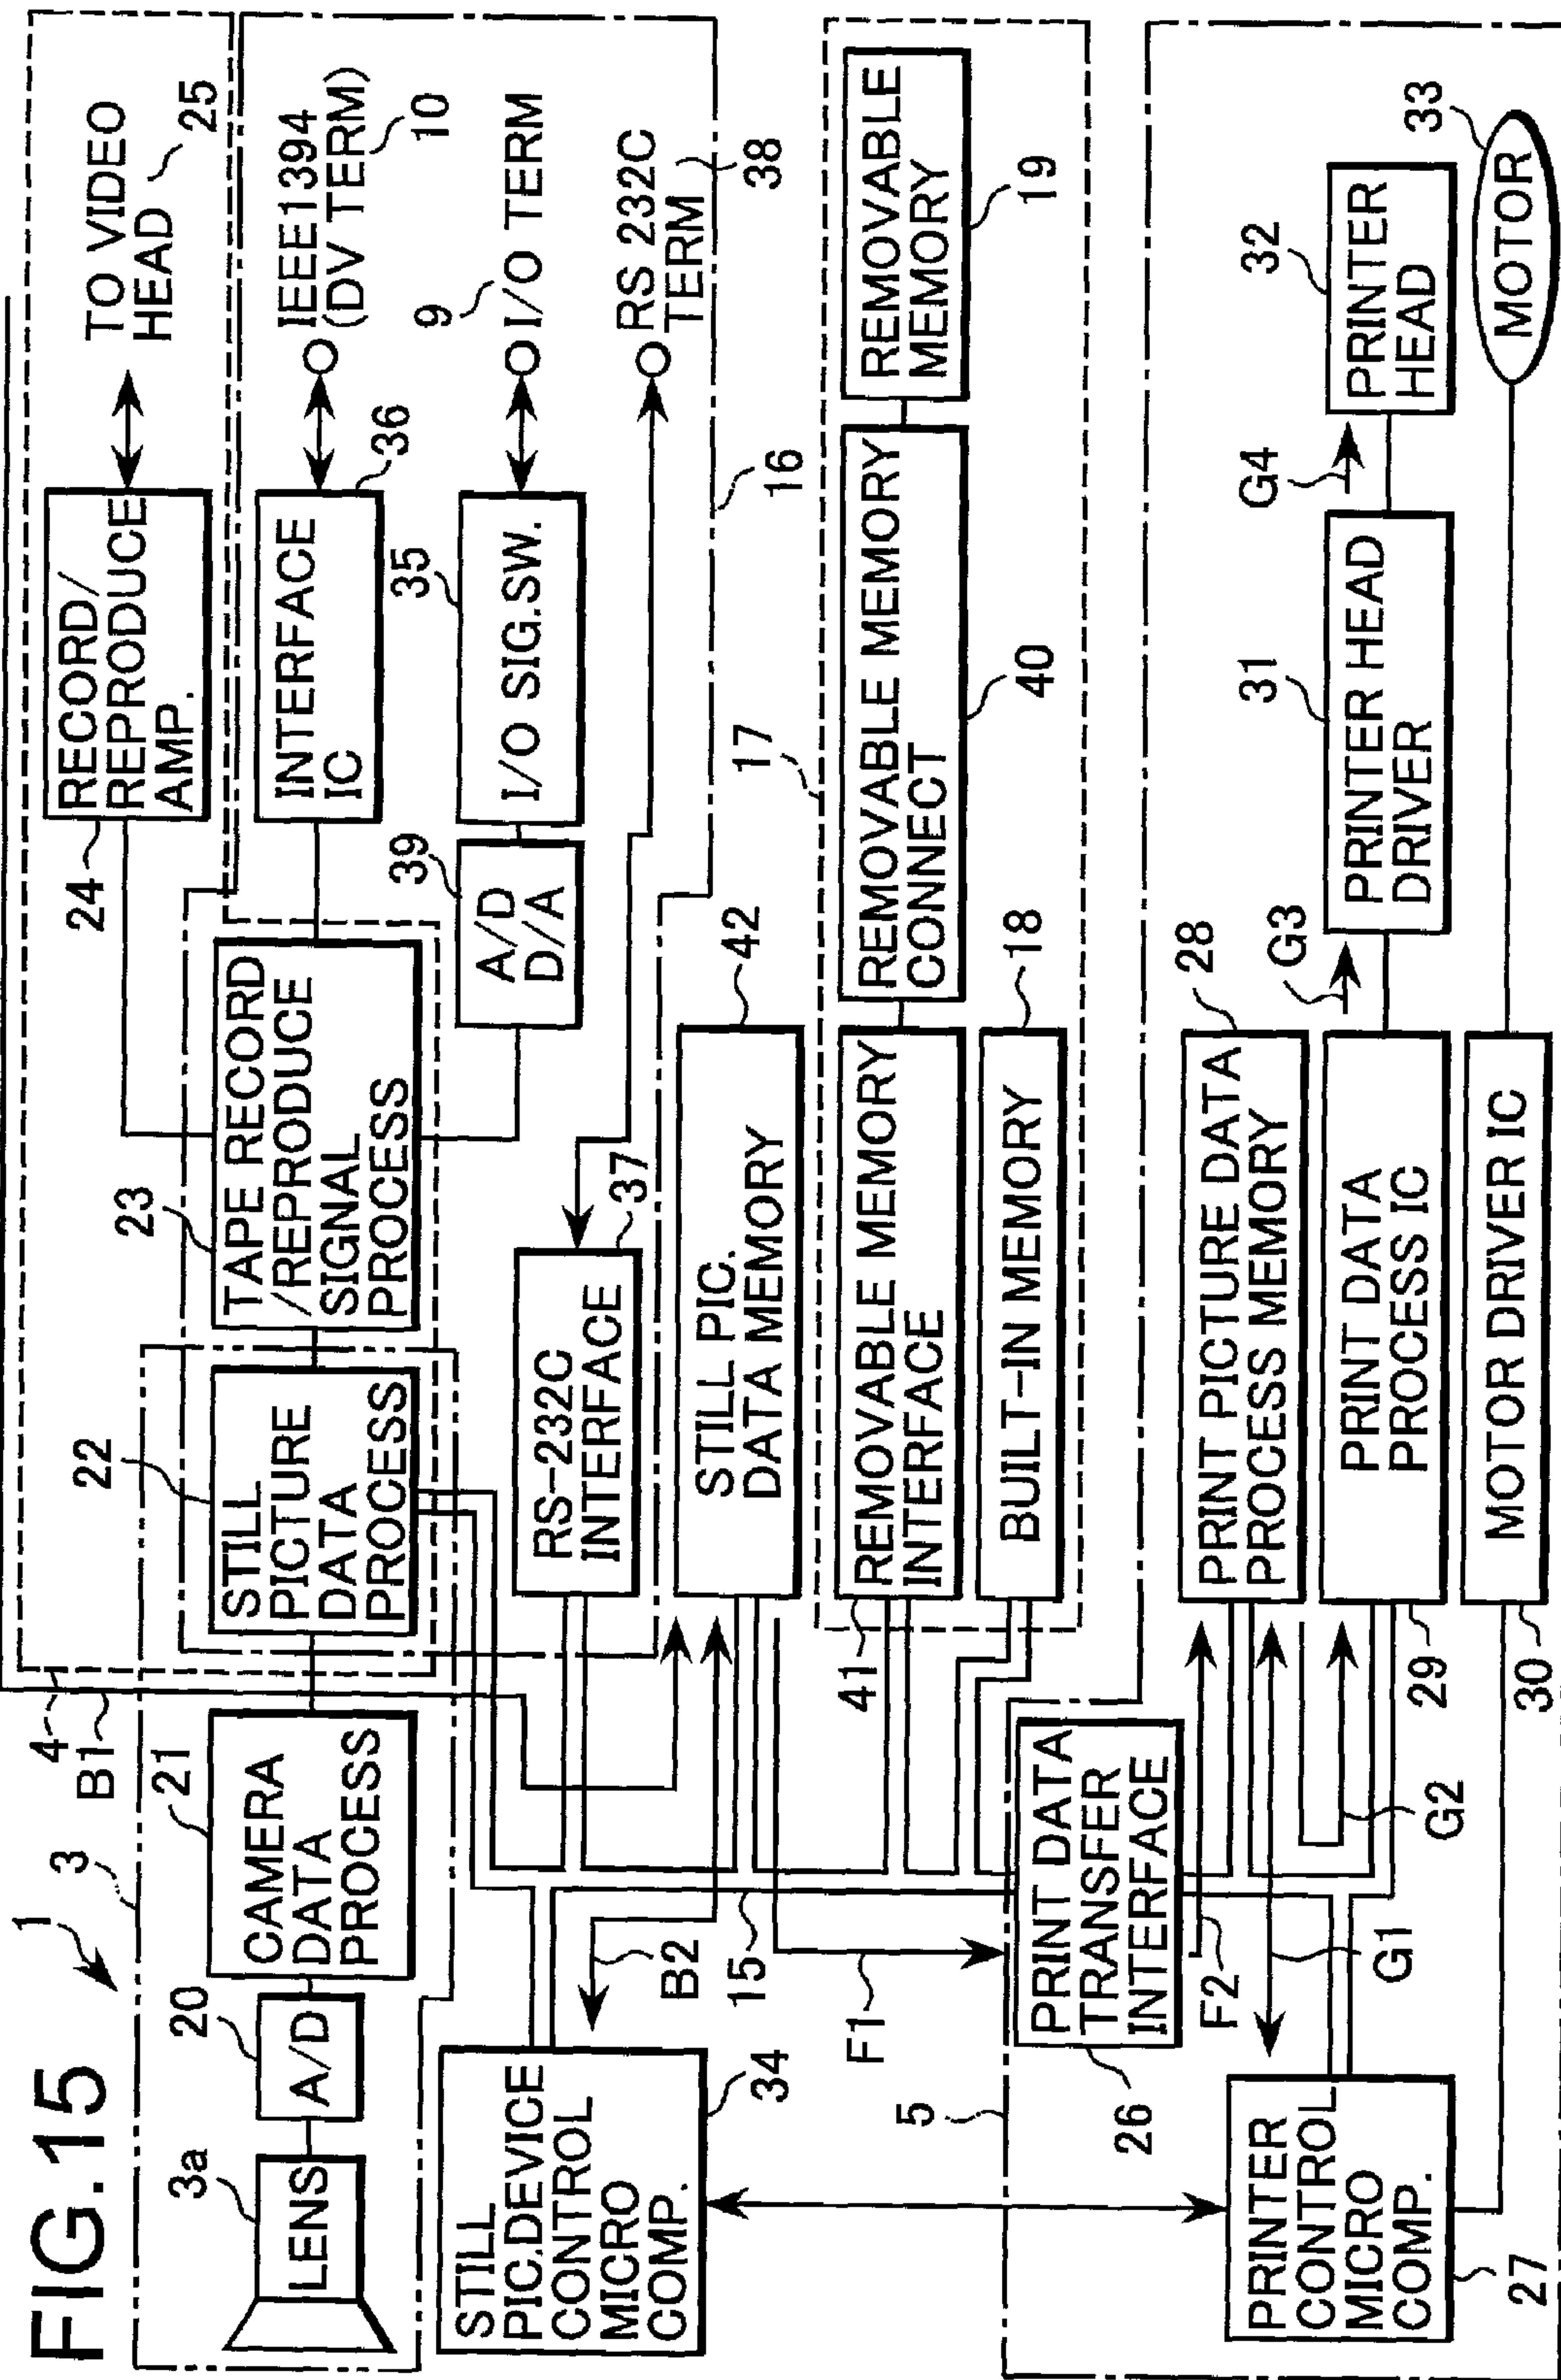 FIG.15
1
3
4
B1
3a
LENS
20
A/D
21
CAMERA
DATA
PROCESS
22
STILL
PICTURE
DATA
PROCESS
23
TAPE RECORD
/REPRODUCE
SIGNAL
PROCESS
24
RECORD/
REPRODUCE
AMP.
TO VIDEO
HEAD
25
INTERFACE
IC
36
IEEE1394
(DV TERM)
10
39
A/D
D/A
35
I/O SIG.SW.
9
I/O TERM
RS-232C
INTERFACE
37
RS 232C
TERM
38
16
STILL
PIC.DEVICE
CONTROL
MICRO
COMP.
34
B2
15
F1
STILL PIC.
DATA MEMORY
42
17
41
REMOVABLE MEMORY
INTERFACE
REMOVABLE MEMORY
CONNECT
40
REMOVABLE
MEMORY
19
BUILT-IN MEMORY
18
5
PRINT DATA
TRANSFER
INTERFACE
26
F2
G1
G2
PRINTER
CONTROL
MICRO
COMP.
27
PRINT PICTURE DATA
PROCESS MEMORY
28
PRINT DATA
PROCESS IC
29
G3
PRINTER HEAD
DRIVER
31
G4
PRINTER
HEAD
32
MOTOR DRIVER IC
30
MOTOR
33